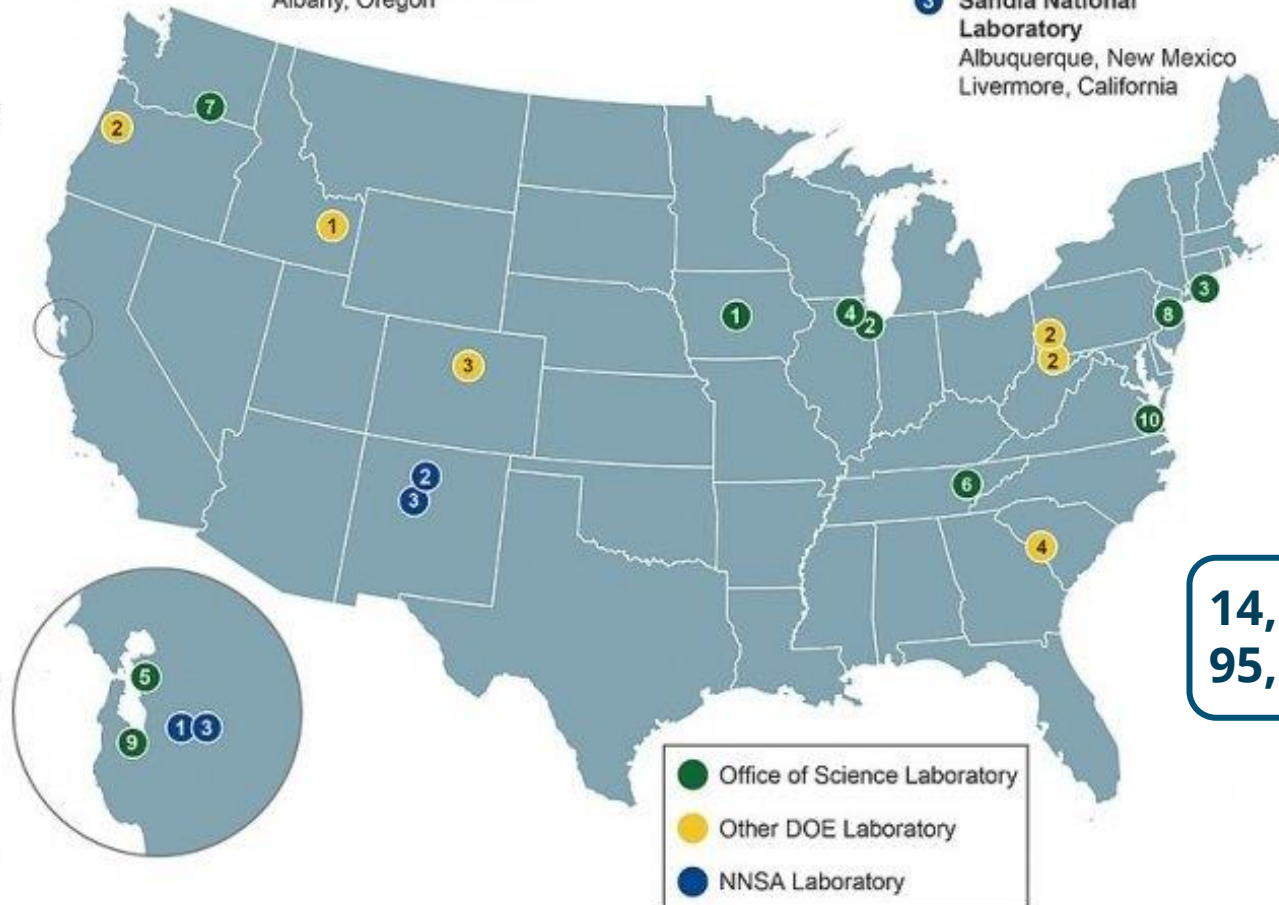 Albany, Oregon
3 Sandia National
Laboratory
Albuquerque, New Mexico
Livermore, California
7
2
1
3
1
4 2
3
8
2
2
10
6
2
3
4
14,
95,
5
1 3
9
Office of Science Laboratory
Other DOE Laboratory
NNSA Laboratory